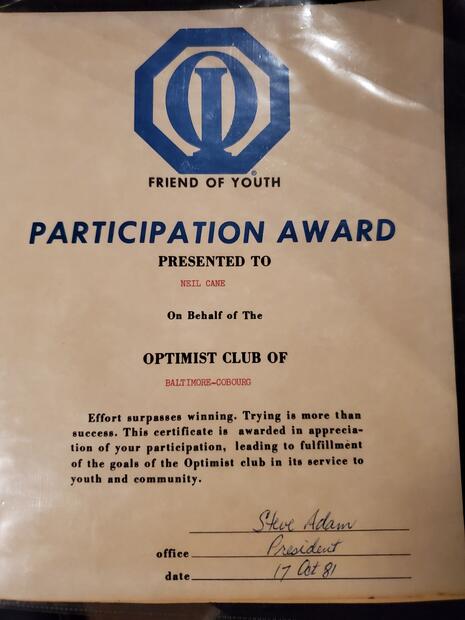 OI
®
FRIEND OF YOUTH
PARTICIPATION AWARD
PRESENTED TO
NEIL CANE
On Behalf of The
OPTIMIST CLUB OF
BALTIMORE-COBOURG
Effort surpasses winning. Trying is more than
success. This certificate is awarded in apprecia-
tion of your participation, leading to fulfillment
of the goals of the Optimist club in its service to
youth and community.
Steve Adam
office President
date 17 Oct 81